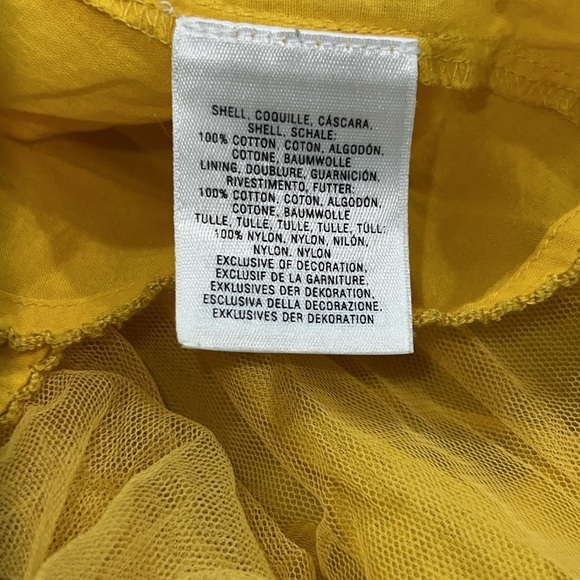 SHELL, COQUILLE, CÁSCARA,
SHELL, SCHALE:
100% COTTON, COTON, ALGODÓN,
COTONE, BAUMWOLLE
LINING, DOUBLURE, GUARNICIÓN,
RIVESTIMENTO, FUTTER:
100% COTTON, COTON, ALGODÓN,
COTONE, BAUMWOLLE
TULLE, TULLE, TULLE, TULLE, TÜLL:
100% NYLON, NYLON, NILÓN,
NYLON, NYLON
EXCLUSIVE OF DECORATION,
EXCLUSIF DE LA GARNITURE,
EXKLUSIVES DER DEKORATION,
ESCLUSIVA DELLA DECORAZIONE,
EXKLUSIVES DER DEKORATION